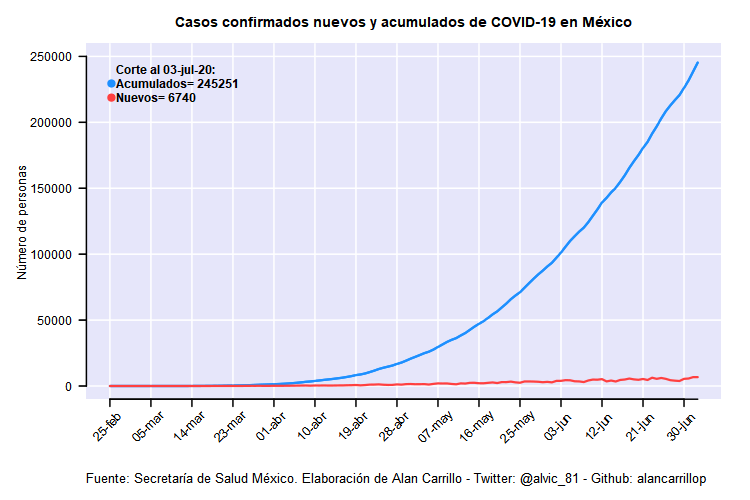 Casos confirmados nuevos y acumulados de COVID-19 en México
Corte al 03-jul-20:
Acumulados= 245251
Nuevos= 6740
Número de personas
250000
200000
150000
100000
50000
0
25-feb
05-mar
14-mar
23-mar
01-abr
10-abr
19-abr
28-abr
07-may
16-may
25-may
03-jun
12-jun
21-jun
30-jun
Fuente: Secretaría de Salud México. Elaboración de Alan Carrillo - Twitter: @alvic_81 - Github: alancarrillop